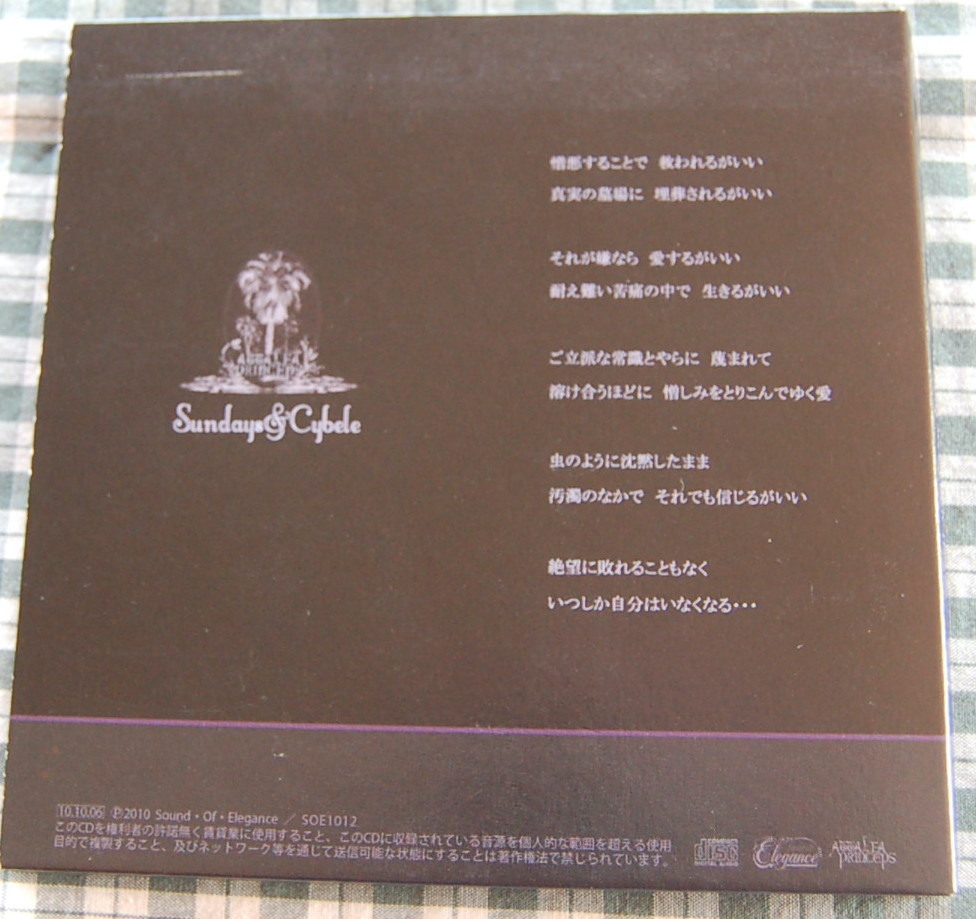 ATTALEA
PRINCEPS
Sundays&Cybele
憎悪することで 救われるがいい
真実の墓場に 埋葬されるがいい
それが嫌なら 愛するがいい
耐え難い苦痛の中で 生きるがいい
ご立派な常識とやらに 蔑まれて
溶け合うほどに 憎しみをとりこんでゆく愛
虫のように沈黙したまま
汚濁のなかで それでも信じるがいい
絶望に敗れることもなく
いつしか自分はいなくなる・・・
10.10.06 Ⓟ2010 Sound・Of・Elegance ／ SOE1012
このCDを権利者の許諾無く賃貸業に使用すること、このCDに収録されている音源を個人的な範囲を超える使用
目的で複製すること、及びネットワーク等を通じて送信可能な状態にすることは著作権法で禁じられています。
disc
Elegance
ATTALEA
PRINCEPS